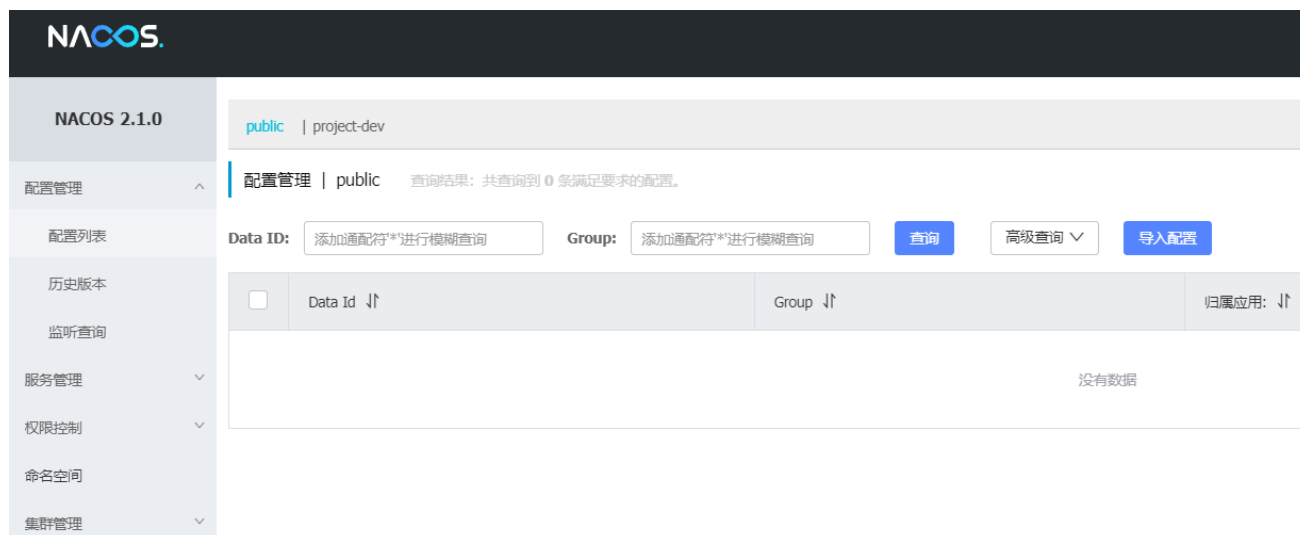 NACOS.
NACOS 2.1.0
public | project-dev
配置管理
配置管理 | public 查询结果：共查询到 0 条满足要求的配置。
配置列表
Data ID: 添加通配符'*'进行模糊查询 Group: 添加通配符'*'进行模糊查询 查询 高级查询 导入配置
历史版本
Data Id Group 归属应用:
监听查询
服务管理
没有数据
权限控制
命名空间
集群管理